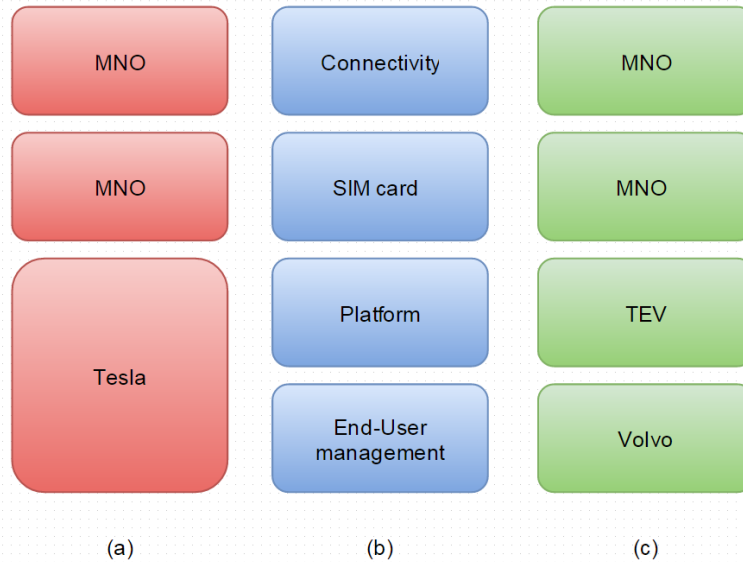 MNO
Connectivity
MNO
MNO
SIM card
MNO
Tesla
Platform
TEV
End-User
management
Volvo
(a)
(b)
(c)